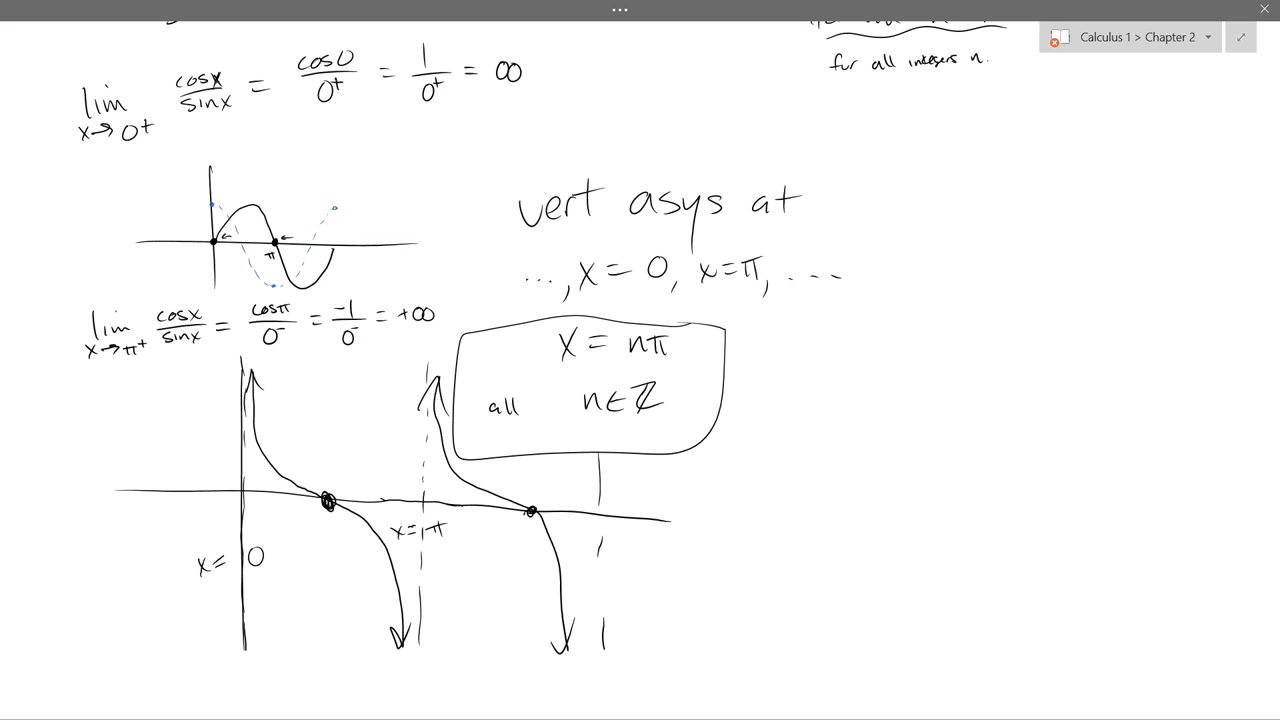 Calculus 1 > Chapter 2
for all integers n.
lim x→0⁺ cosx/sinx = cos0/0⁺ = 1/0⁺ = ∞
vert asys at
..., x = 0, x=π, ...
π
lim x→π⁺ cosx/sinx = cosπ/0⁻ = -1/0⁻ = +∞
x = nπ
all n∈ℤ
x=π
x= 0